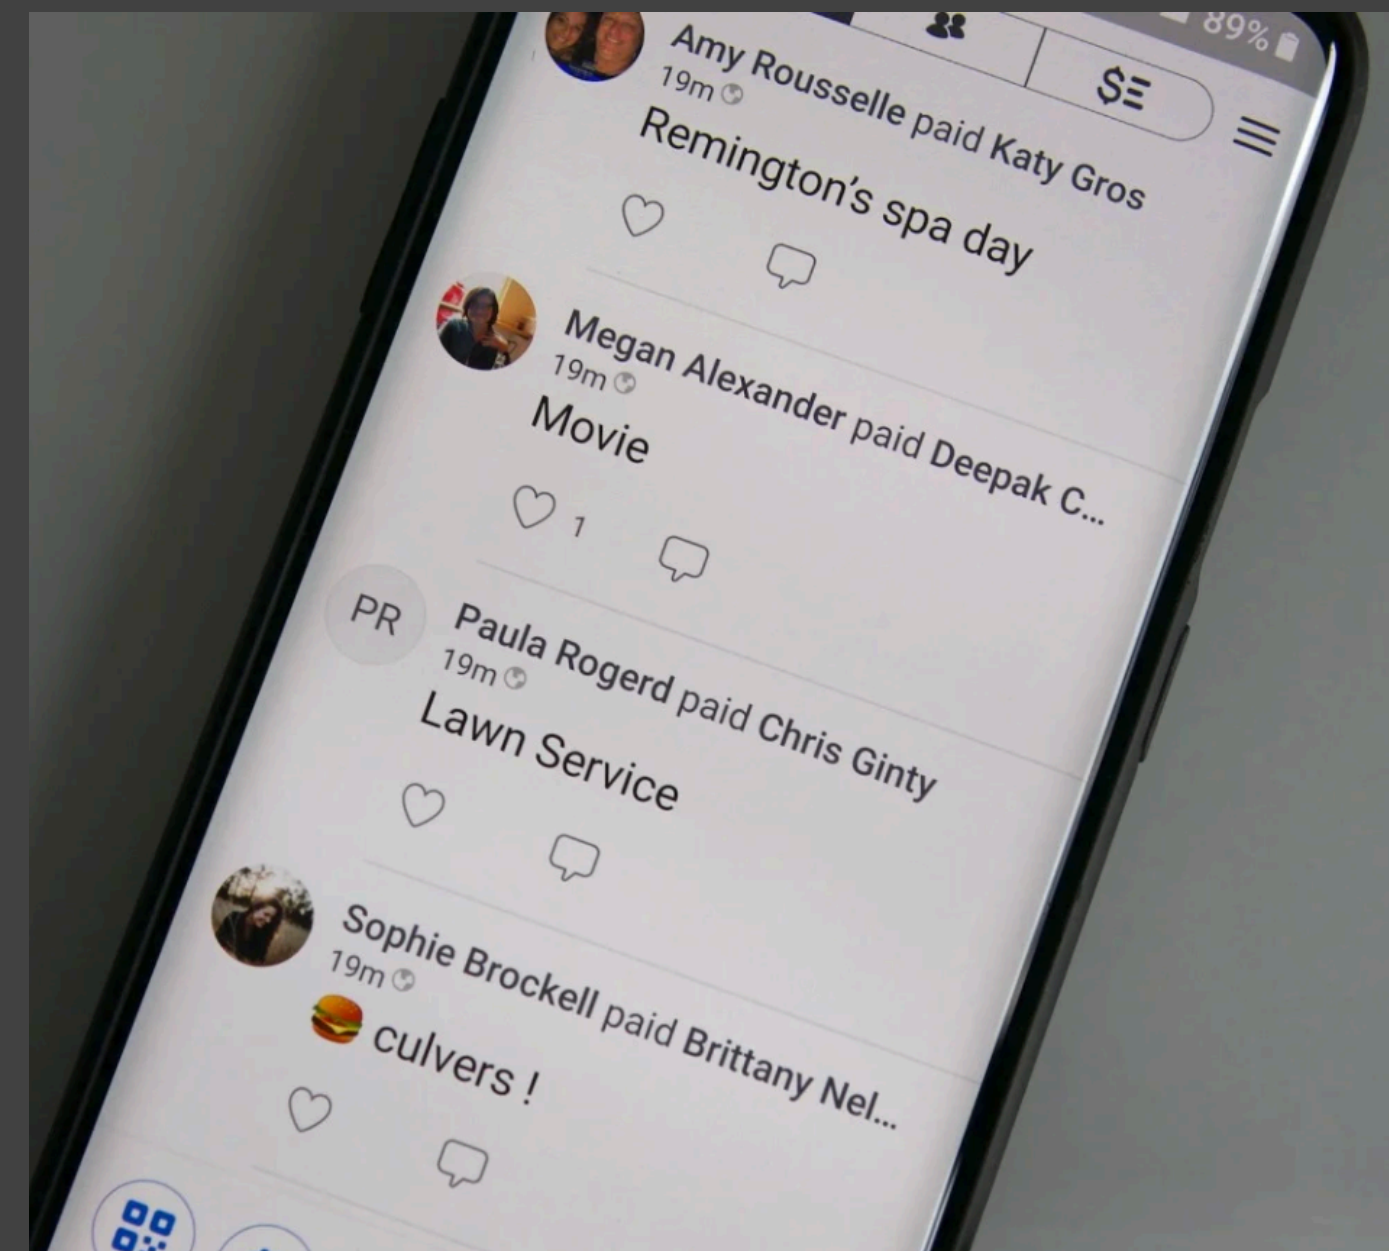 89%
$
Amy Rousselle paid Katy Gros
19m
Remington's spa day
Megan Alexander paid Deepak C...
19m
Movie
1
PR
Paula Rogerd paid Chris Ginty
19m
Lawn Service
Sophie Brockell paid Brittany Nel...
19m
🍔 culvers !